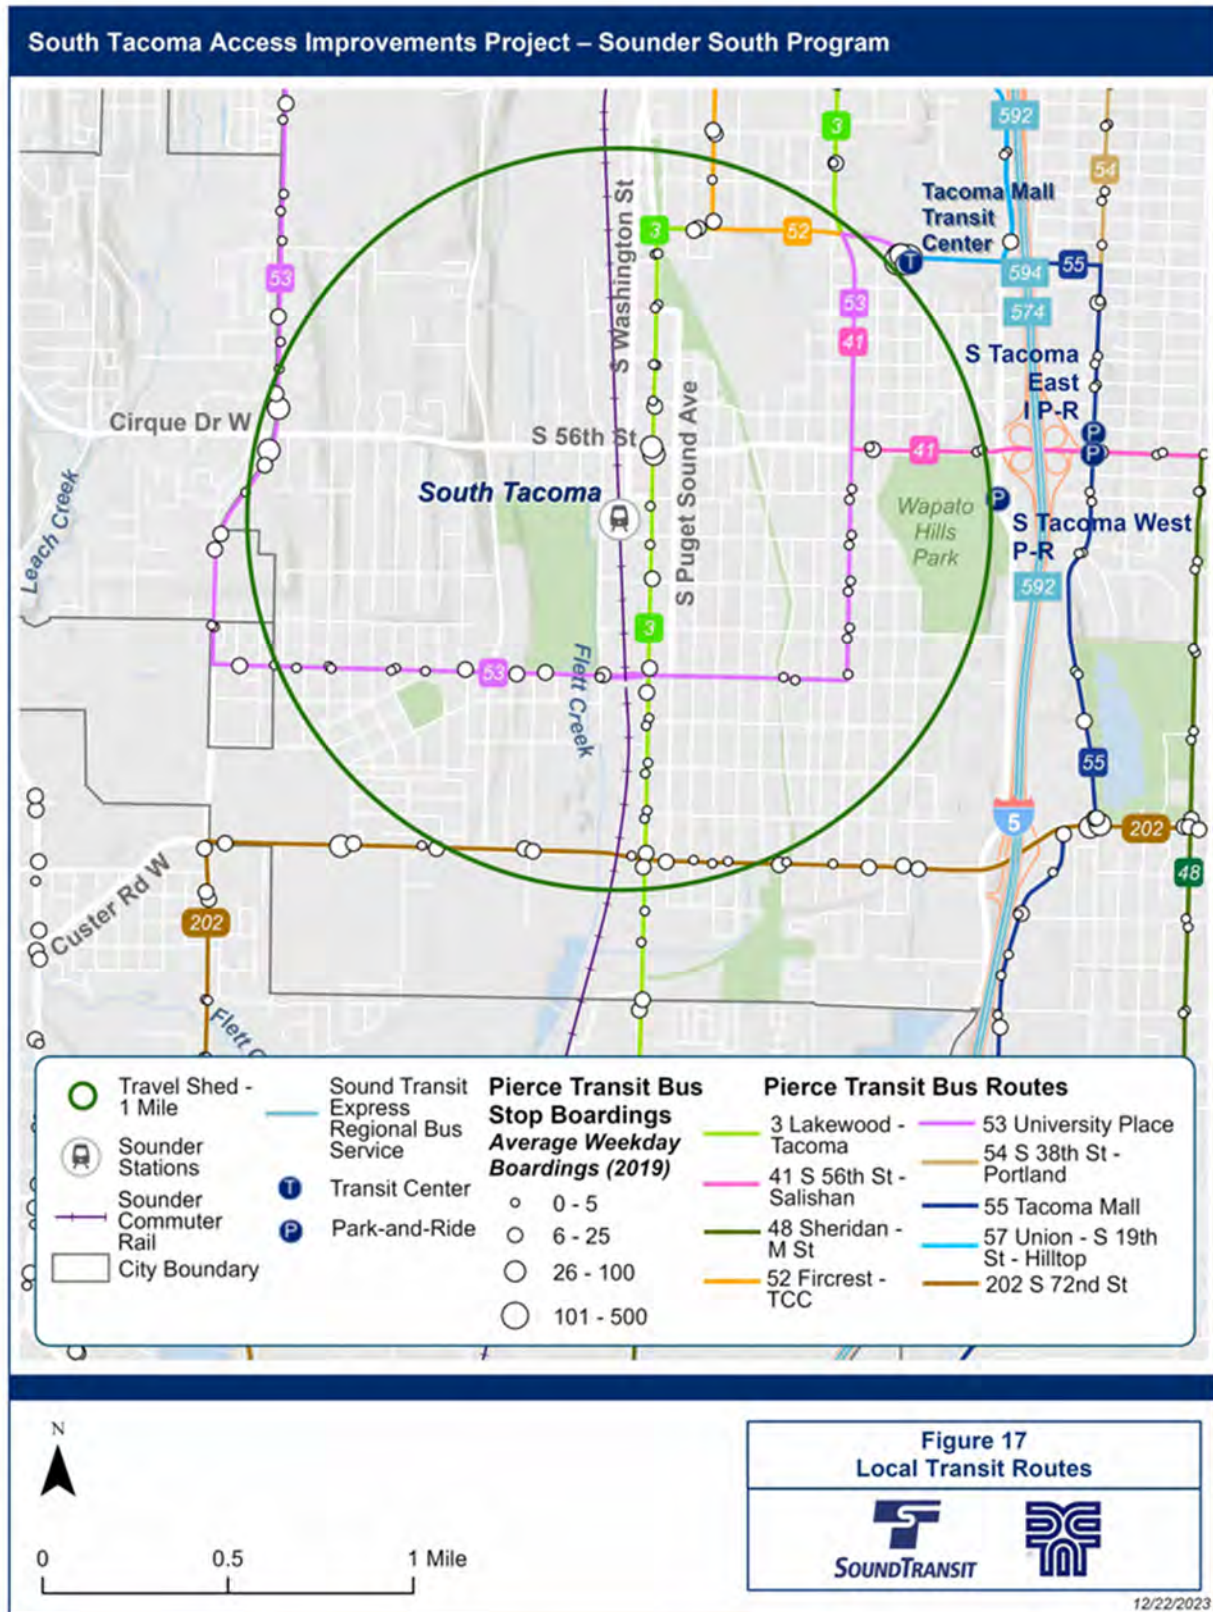 South Tacoma Access Improvements Project – Sounder South Program
592
3
54
Tacoma Mall
Transit
Center
S Washington St
3
52
53
594
55
53
574
41
S Tacoma
East
P-R
Cirque Dr W
S 56th St
S Puget Sound Ave
41
P
P
South Tacoma
Wapato
Hills
Park
P
S Tacoma West
P-R
Leach Creek
592
3
53
Flett Creek
55
5
202
48
Custer Rd W
202
Flett C
T
Travel Shed -
1 Mile
Sounder
Stations
Sounder
Commuter
Rail
City Boundary
Sound Transit
Express
Regional Bus
Service
T Transit Center
P Park-and-Ride
Pierce Transit Bus
Stop Boardings
Average Weekday
Boardings (2019)
0 - 5
6 - 25
26 - 100
101 - 500
Pierce Transit Bus Routes
3 Lakewood -
Tacoma
41 S 56th St -
Salishan
48 Sheridan -
M St
52 Fircrest -
TCC
53 University Place
54 S 38th St -
Portland
55 Tacoma Mall
57 Union - S 19th
St - Hilltop
202 S 72nd St
N
0 0.5 1 Mile
Figure 17
Local Transit Routes
SOUNDTRANSIT
12/22/2023